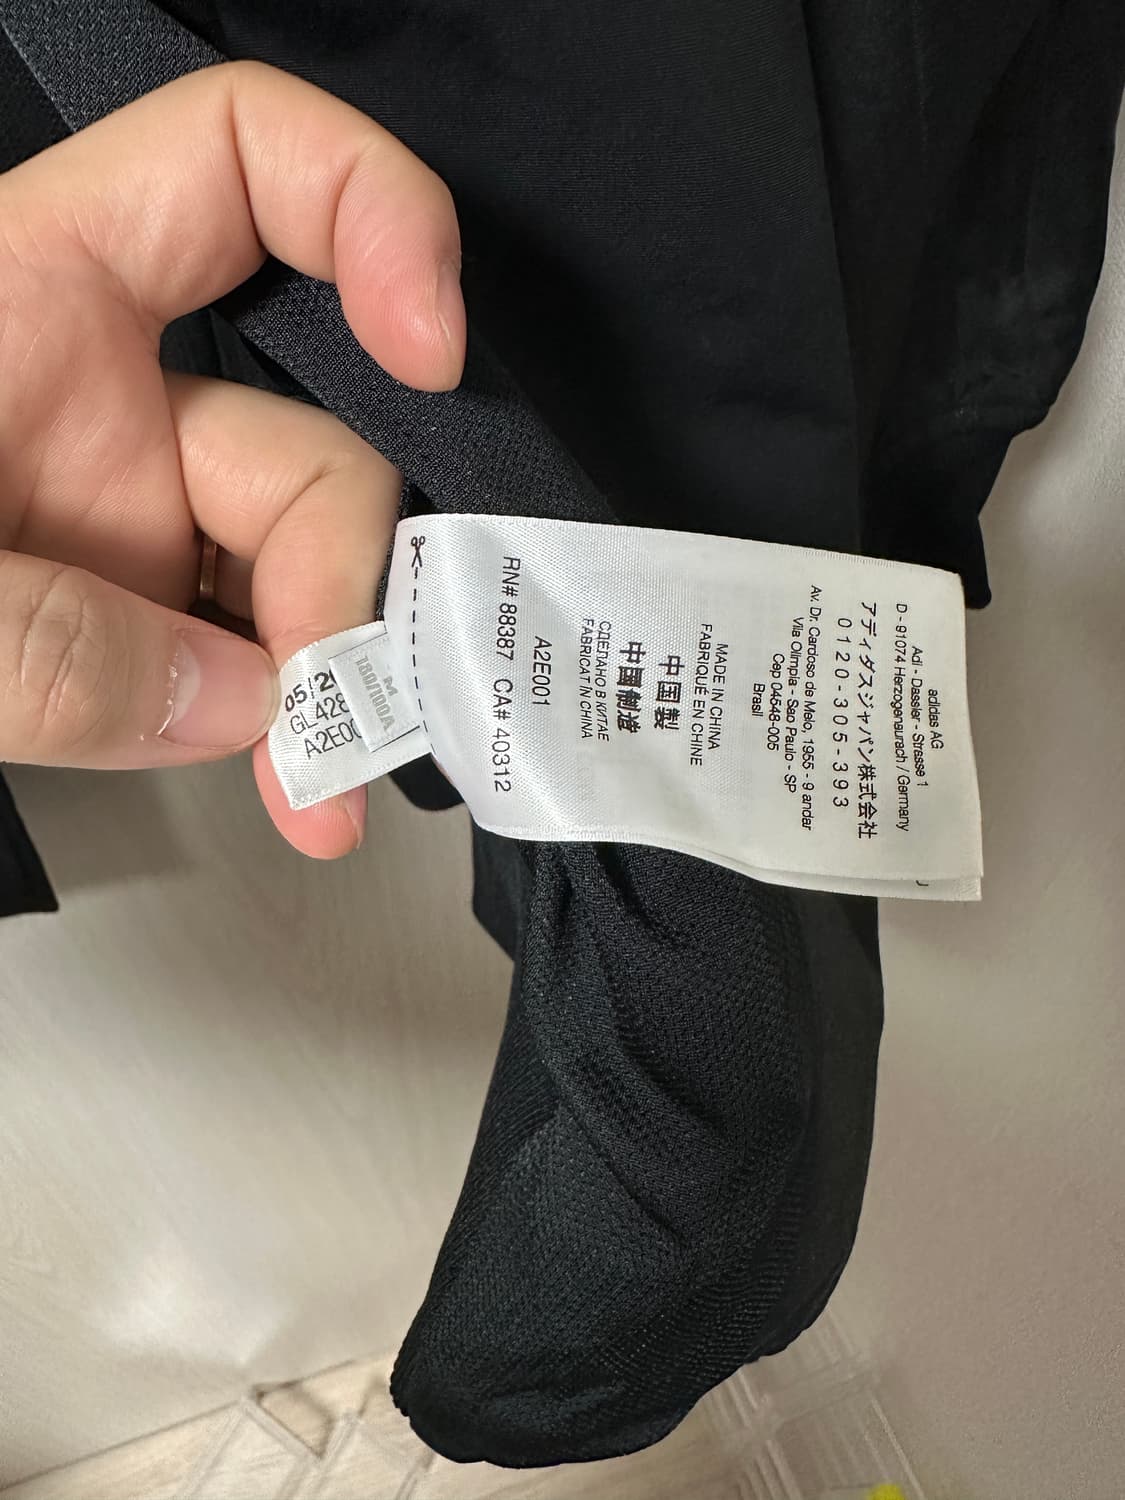 adidas AG
Adi - Dassler - Strasse 1
D - 91074 Herzogenaurach / Germany
アディダスジャパン株式会社
0120-305-393
Av. Dr. Cardoso de Melo, 1955 - 9 andar
Vila Olimpia - Sao Paulo - SP
Cep 04548-005
Brasil
MADE IN CHINA
FABRIQUÉ EN CHINE
中国製
中国制造
СДЕЛАНО В КИТАЕ
FABRICAT ÎN CHINA
A2E001
RN# 88387 CA# 40312
M
180/100A
05/2
GL428
A2E00